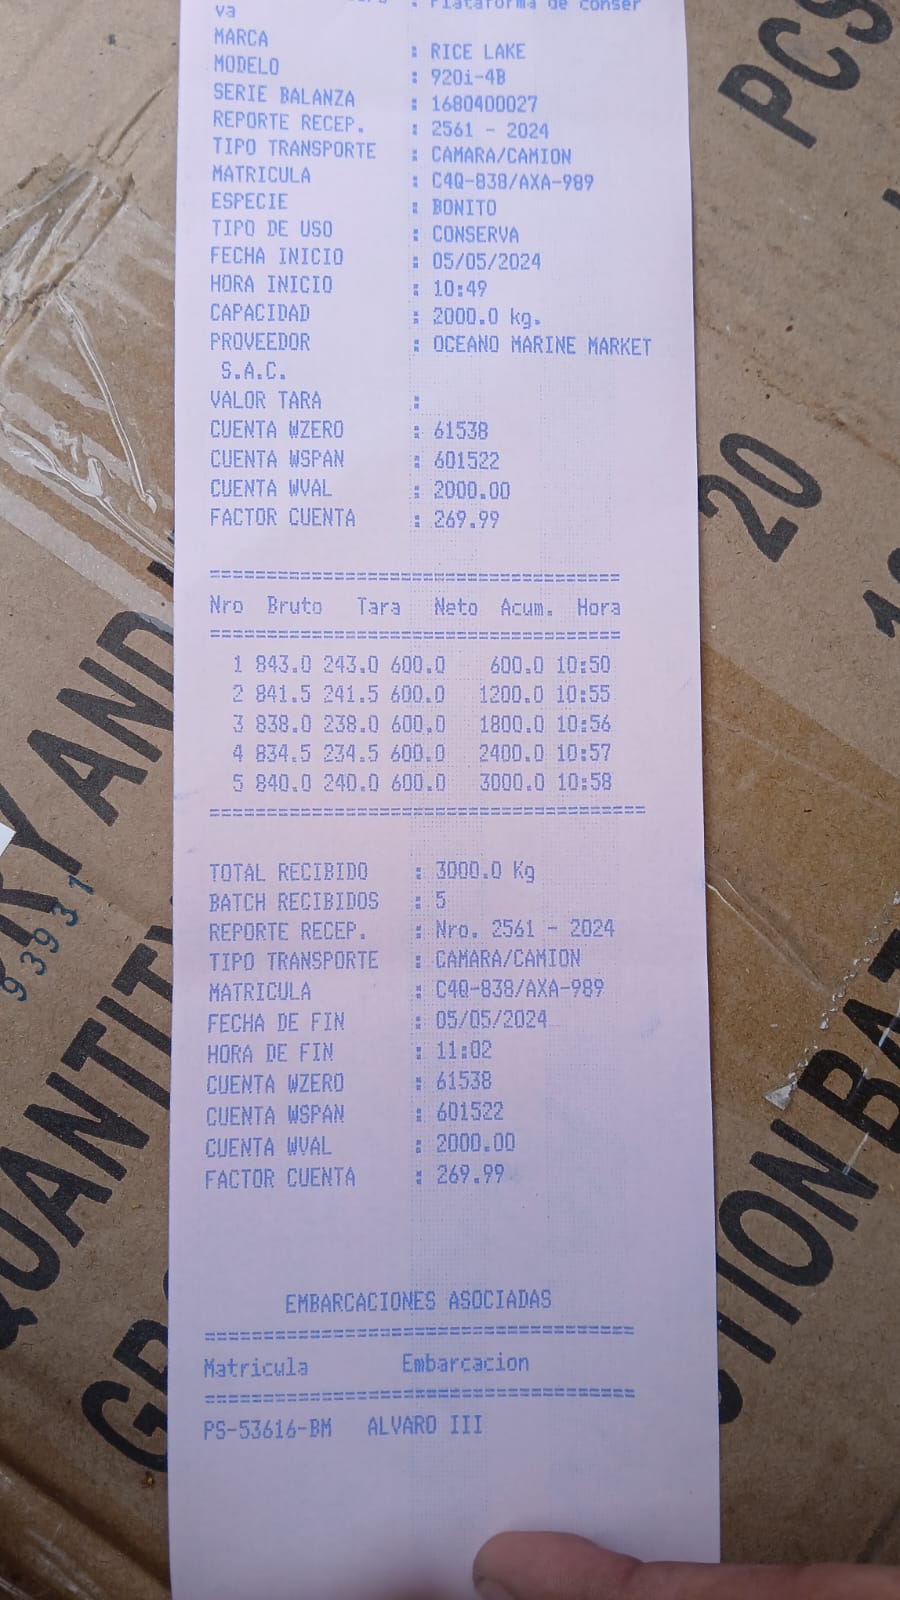 : Plataforma de conser
va
MARCA : RICE LAKE
MODELO : 920i-4B
SERIE BALANZA : 1680400027
REPORTE RECEP. : 2561 - 2024
TIPO TRANSPORTE : CAMARA/CAMION
MATRICULA : C4Q-838/AXA-989
ESPECIE : BONITO
TIPO DE USO : CONSERVA
FECHA INICIO : 05/05/2024
HORA INICIO : 10:49
CAPACIDAD : 2000.0 kg.
PROVEEDOR : OCEANO MARINE MARKET
S.A.C.
VALOR TARA :
CUENTA WZERO : 61538
CUENTA WSPAN : 601522
CUENTA WVAL : 2000.00
FACTOR CUENTA : 269.99
======================================
Nro Bruto Tara Neto Acum. Hora
======================================
1 843.0 243.0 600.0 600.0 10:50
2 841.5 241.5 600.0 1200.0 10:55
3 838.0 238.0 600.0 1800.0 10:56
4 834.5 234.5 600.0 2400.0 10:57
5 840.0 240.0 600.0 3000.0 10:58
========================================
TOTAL RECIBIDO : 3000.0 Kg
BATCH RECIBIDOS : 5
REPORTE RECEP. : Nro. 2561 - 2024
TIPO TRANSPORTE : CAMARA/CAMION
MATRICULA : C4Q-838/AXA-989
FECHA DE FIN : 05/05/2024
HORA DE FIN : 11:02
CUENTA WZERO : 61538
CUENTA WSPAN : 601522
CUENTA WVAL : 2000.00
FACTOR CUENTA : 269.99
EMBARCACIONES ASOCIADAS
========================================
Matricula Embarcacion
========================================
PS-53616-BM ALVARO III
PCS
20
RY AND
93931
QUANTITY